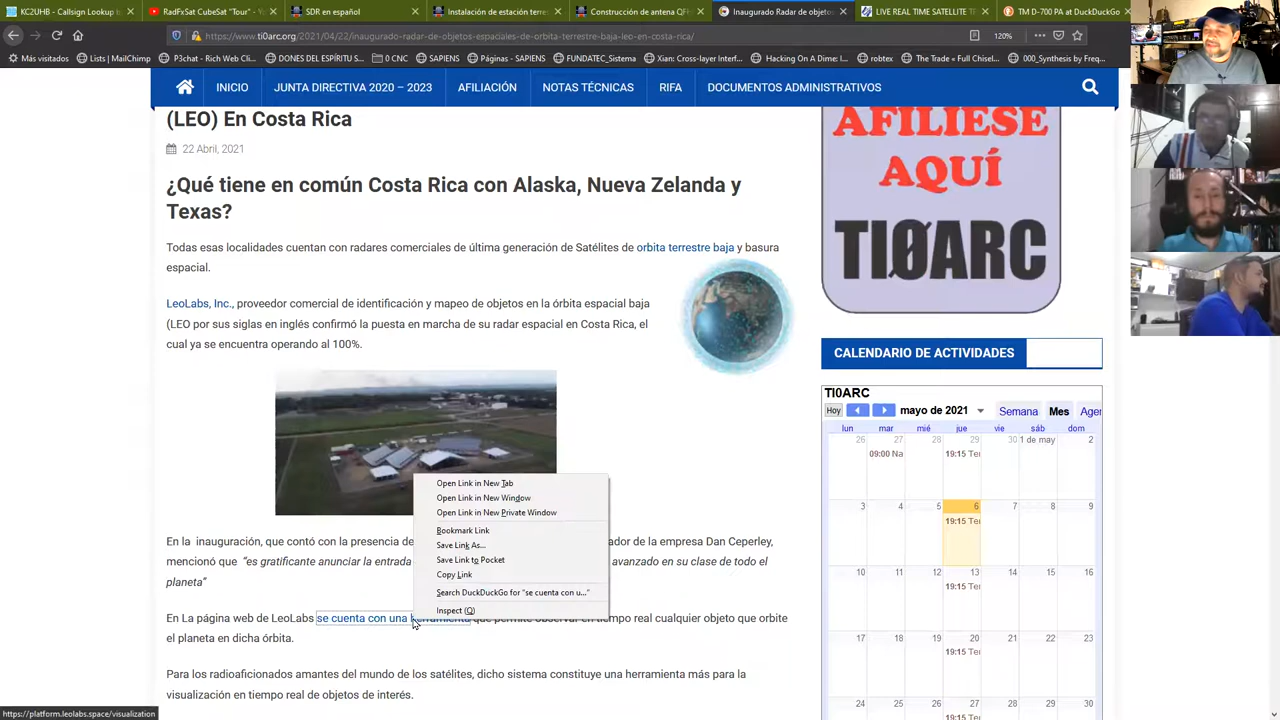 KC2UHB - Callsign Lookup b
RadFxSat CubeSat "Tour" - Yo
SDR en español
Instalación de estación terren
Construcción de antena QFH
Inaugurado Radar de objetos
LIVE REAL TIME SATELLITE TR
TM D-700 PA at DuckDuckGo
https://www.ti0arc.org/2021/04/22/inaugurado-radar-de-objetos-espaciales-de-orbita-terrestre-baja-leo-en-costa-rica/
120%
Más visitados
Lists | MailChimp
P3chat - Rich Web Cli...
DONES DEL ESPÍRITU S...
0 CNC
SAPIENS
Páginas_SAPIENS
FUNDATEC_Sistema
Xian: Cross-layer Interf...
Hacking On A Dime: I...
robtex
The Trade « Full Chisel...
000_Synthesis by Freq...
INICIO
JUNTA DIRECTIVA 2020 – 2023
AFILIACIÓN
NOTAS TÉCNICAS
RIFA
DOCUMENTOS ADMINISTRATIVOS
(LEO) En Costa Rica
22 Abril, 2021
¿Qué tiene en común Costa Rica con Alaska, Nueva Zelanda y
Texas?
Todas esas localidades cuentan con radares comerciales de última generación de Satélites de orbita terrestre baja y basura
espacial.
LeoLabs, Inc., proveedor comercial de identificación y mapeo de objetos en la órbita espacial baja
(LEO por sus siglas en inglés confirmó la puesta en marcha de su radar espacial en Costa Rica, el
cual ya se encuentra operando al 100%.
Open Link in New Tab
Open Link in New Window
Open Link in New Private Window
Bookmark Link
Save Link As...
Save Link to Pocket
Copy Link
Search DuckDuckGo for "se cuenta con u..."
Inspect (Q)
En la inauguración, que contó con la presencia de ador de la empresa Dan Ceperley,
mencionó que "es gratificante anunciar la entrada avanzado en su clase de todo el
planeta"
En La página web de LeoLabs se cuenta con una herramienta que permite observar en tiempo real cualquier objeto que orbite
el planeta en dicha órbita.
Para los radioaficionados amantes del mundo de los satélites, dicho sistema constituye una herramienta más para la
visualización en tiempo real de objetos de interés.
https://platform.leolabs.space/visualization
AFILIESE
AQUÍ
TIØARC
CALENDARIO DE ACTIVIDADES
TI0ARC
Hoy
mayo de 2021
Semana
Mes
Agen
lun mar mié jue vie sáb dom
26 27 28 29 30 1 de may 2
09:00 Na
19:15 Ter
3 4 5 6 7 8 9
19:15 Ter
10 11 12 13 14 15 16
19:15 Ter
17 18 19 20 21 22 23
19:15 Ter
24 25 26 27 28 29 30